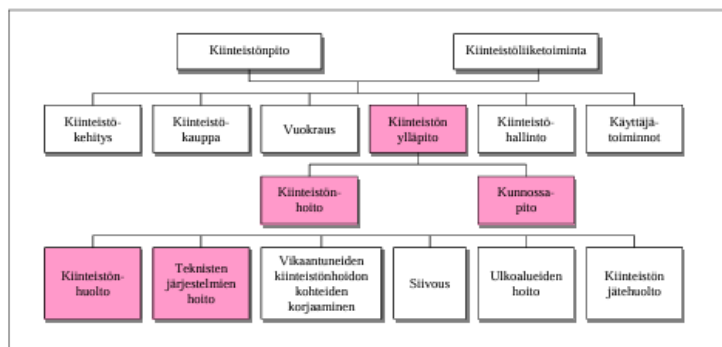 Kiinteistönpito
Kiinteistöliiketoiminta
Kiinteistö-
kehitys
Kiinteistö-
kauppa
Vuokraus
Kiinteistön
ylläpito
Kiinteistö-
hallinto
Käyttäjä-
toiminnot
Kiinteistön-
hoito
Kunnossa-
pito
Kiinteistön-
huolto
Teknisten
järjestelmien
hoito
Vikaantuneiden
kiinteistönhoidon
kohteiden
korjaaminen
Siivous
Ulkoalueiden
hoito
Kiinteistön
jätehuolto